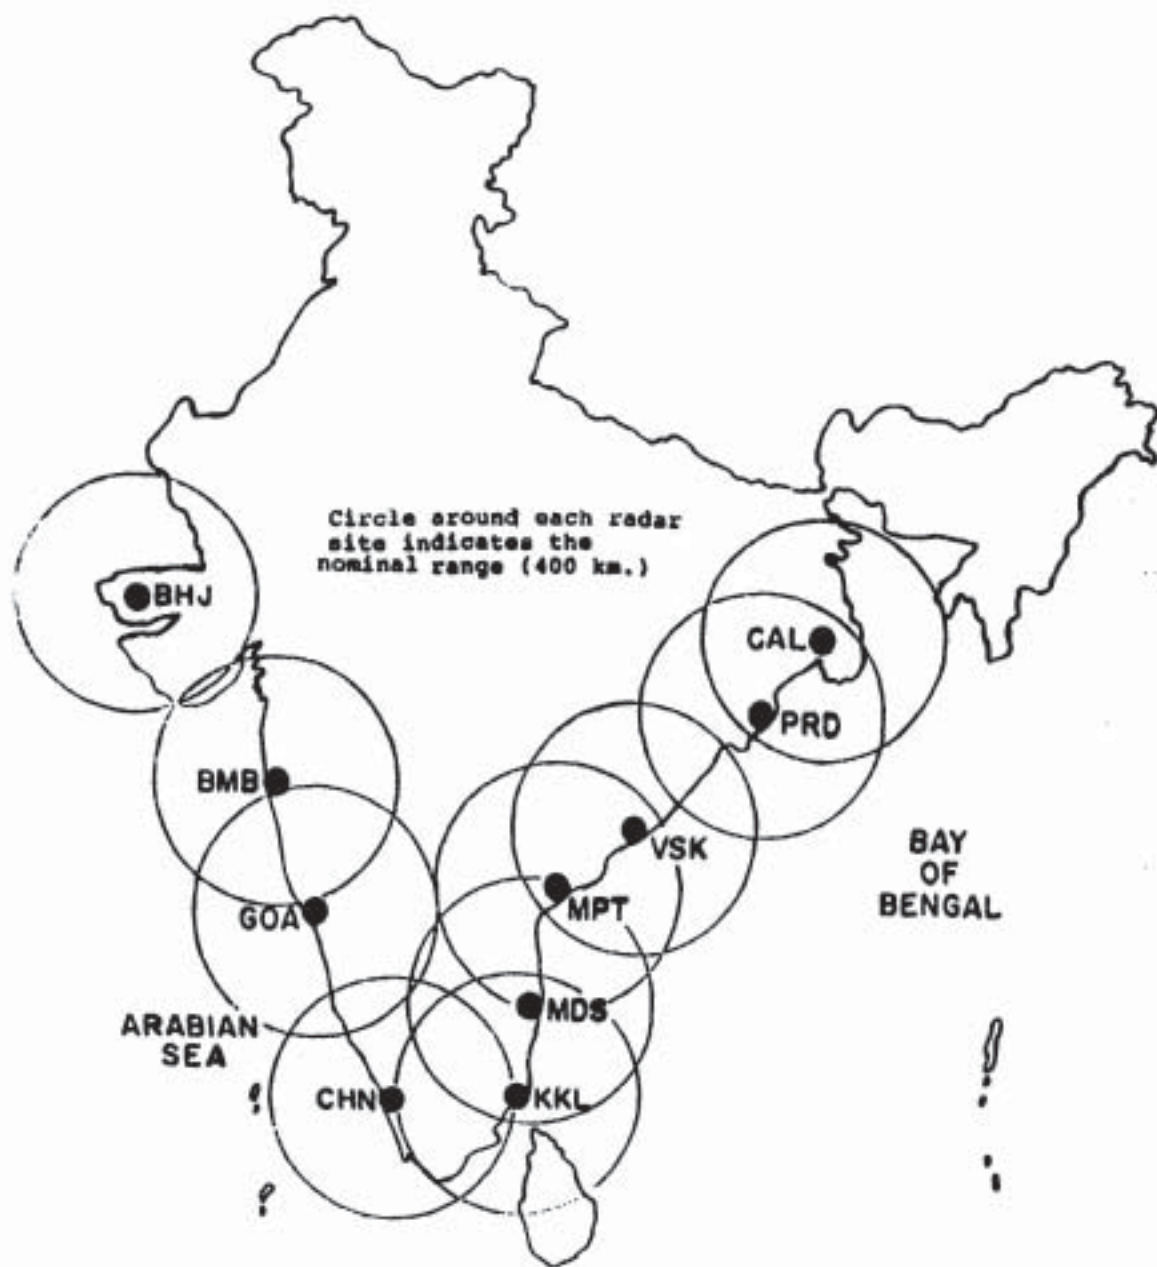 Circle around each radar
site indicates the
nominal range (400 km.)
BHJ
CAL
PRD
BMB
VSK
BAY
OF
BENGAL
MPT
GOA
MDS
ARABIAN
SEA
CHN
KKL